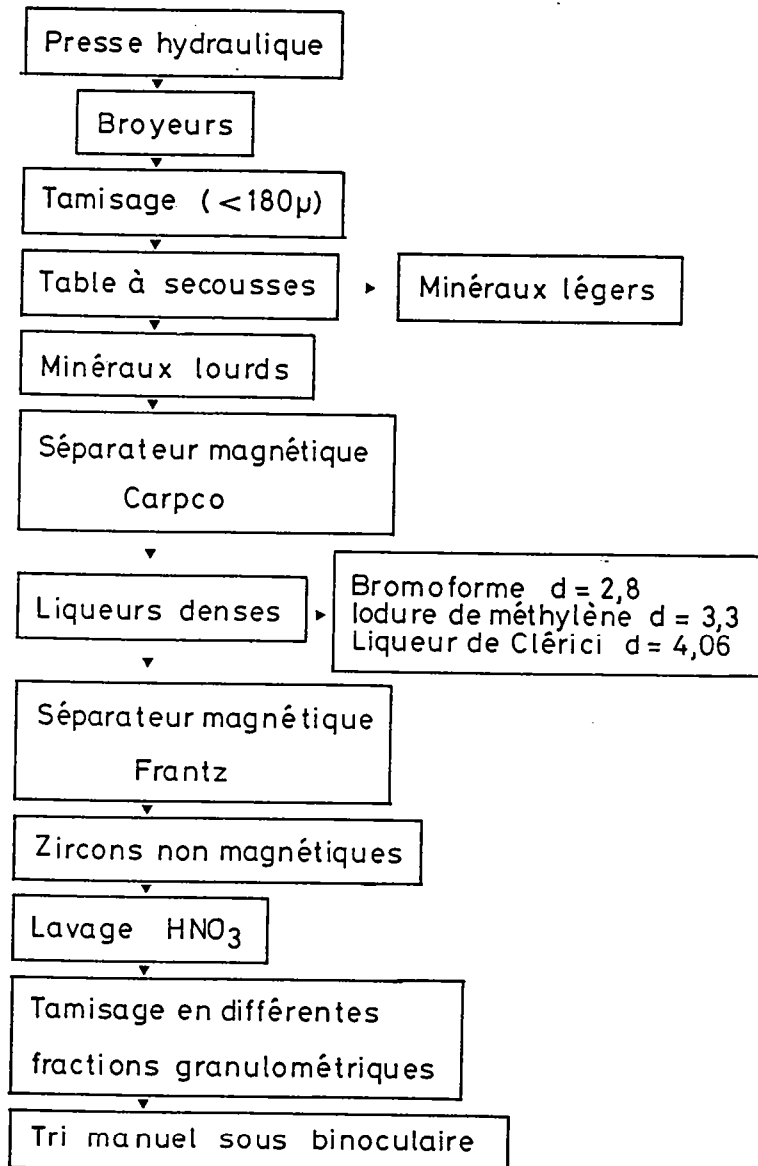 Presse hydraulique
Broyeurs
Tamisage (<180µ)
Table à secousses
Minéraux légers
Minéraux lourds
Séparateur magnétique
Carpco
Liqueurs denses
Bromoforme d = 2,8
Iodure de méthylène d = 3,3
Liqueur de Clérici d = 4,06
Séparateur magnétique
Frantz
Zircons non magnétiques
Lavage HNO3
Tamisage en différentes
fractions granulométriques
Tri manuel sous binoculaire